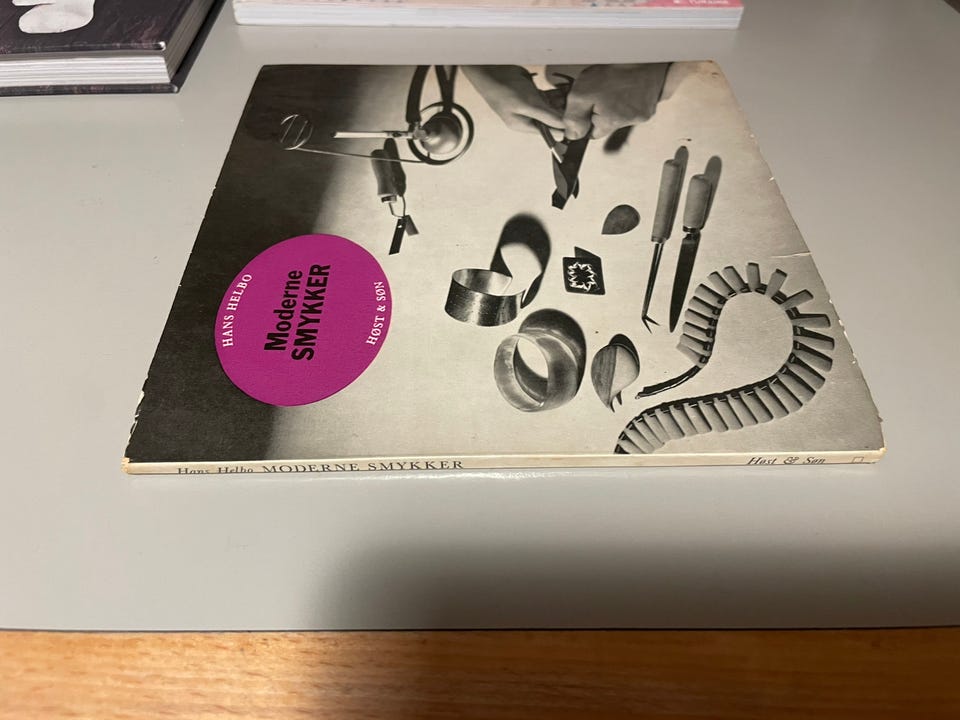 HANS HELBO
Moderne
SMYKKER
HØST & SØN
Hans Helbo MODERNE SMYKKER Høst & Søn